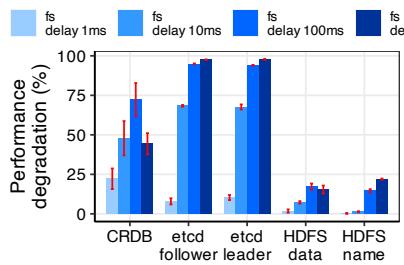 fs
delay 1ms
fs
delay 10ms
fs
delay 100ms
fs
Performance
degradation (%)
100
75
50
25
0
CRDB
etcd
follower
etcd
leader
HDFS
data
HDFS
name